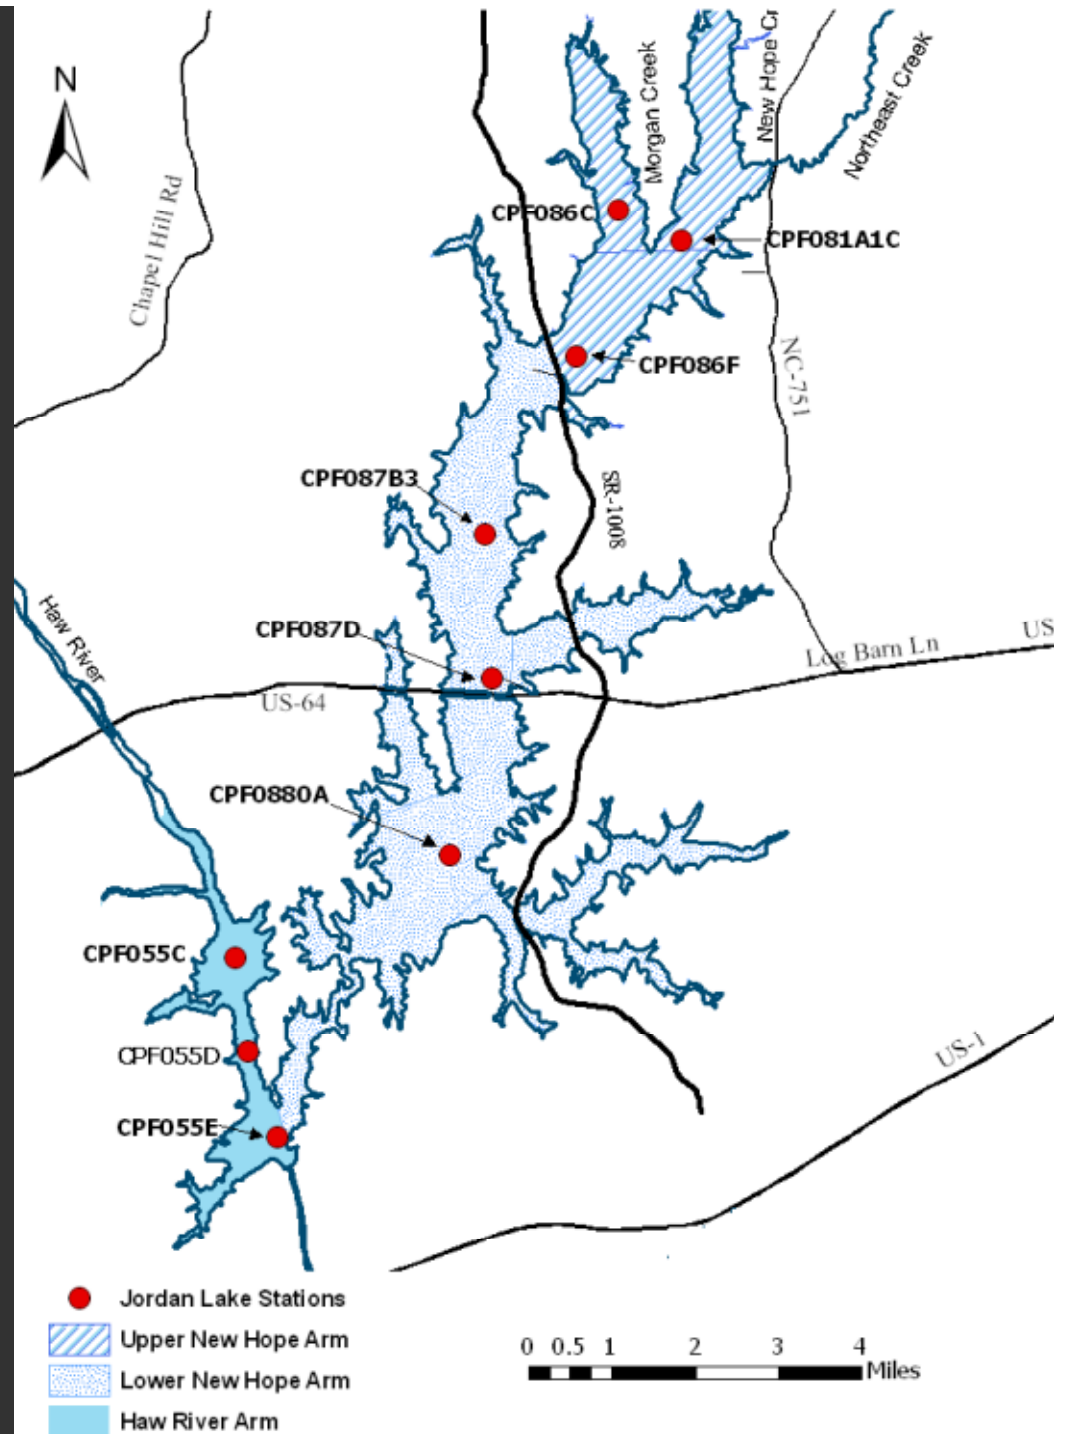 N
Morgan Creek
New Hope Cr
Northeast Creek
Chapel Hill Rd
CPF086C
CPF081A1C
CPF086F
NC-751
CPF087B3
SR-1008
Haw River
CPF087D
Log Barn Ln
US
US-64
CPF0880A
CPF055C
CPF055D
US-1
CPF055E
Jordan Lake Stations
Upper New Hope Arm
Lower New Hope Arm
Haw River Arm
0 0.5 1 2 3 4
Miles